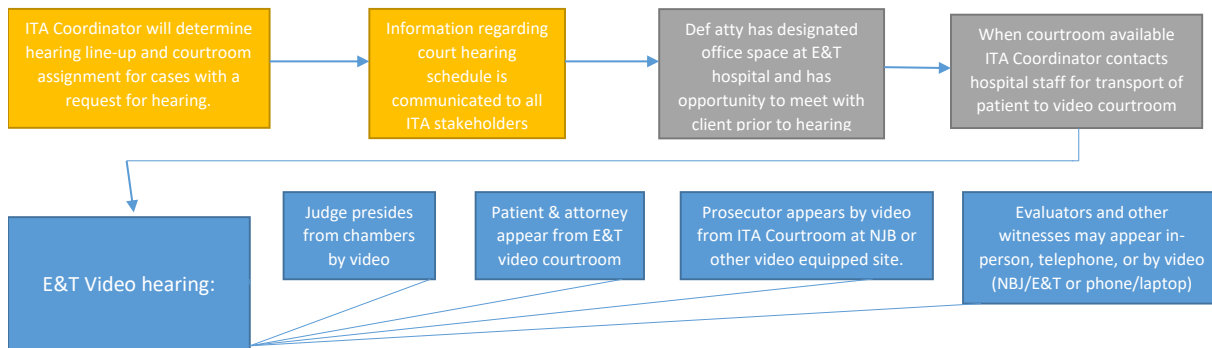 ITA Coordinator will determine
hearing line-up and courtroom
assignment for cases with a
request for hearing.
Information regarding
court hearing
schedule is
communicated to all
ITA stakeholders
Def atty has designated
office space at E&T
hospital and has
opportunity to meet with
client prior to hearing
When courtroom available
ITA Coordinator contacts
hospital staff for transport of
patient to video courtroom
E&T Video hearing:
Judge presides
from chambers
by video
Patient & attorney
appear from E&T
video courtroom
Prosecutor appears by video
from ITA Courtroom at NJB or
other video equipped site.
Evaluators and other
witnesses may appear in-
person, telephone, or by video
(NBJ/E&T or phone/laptop)